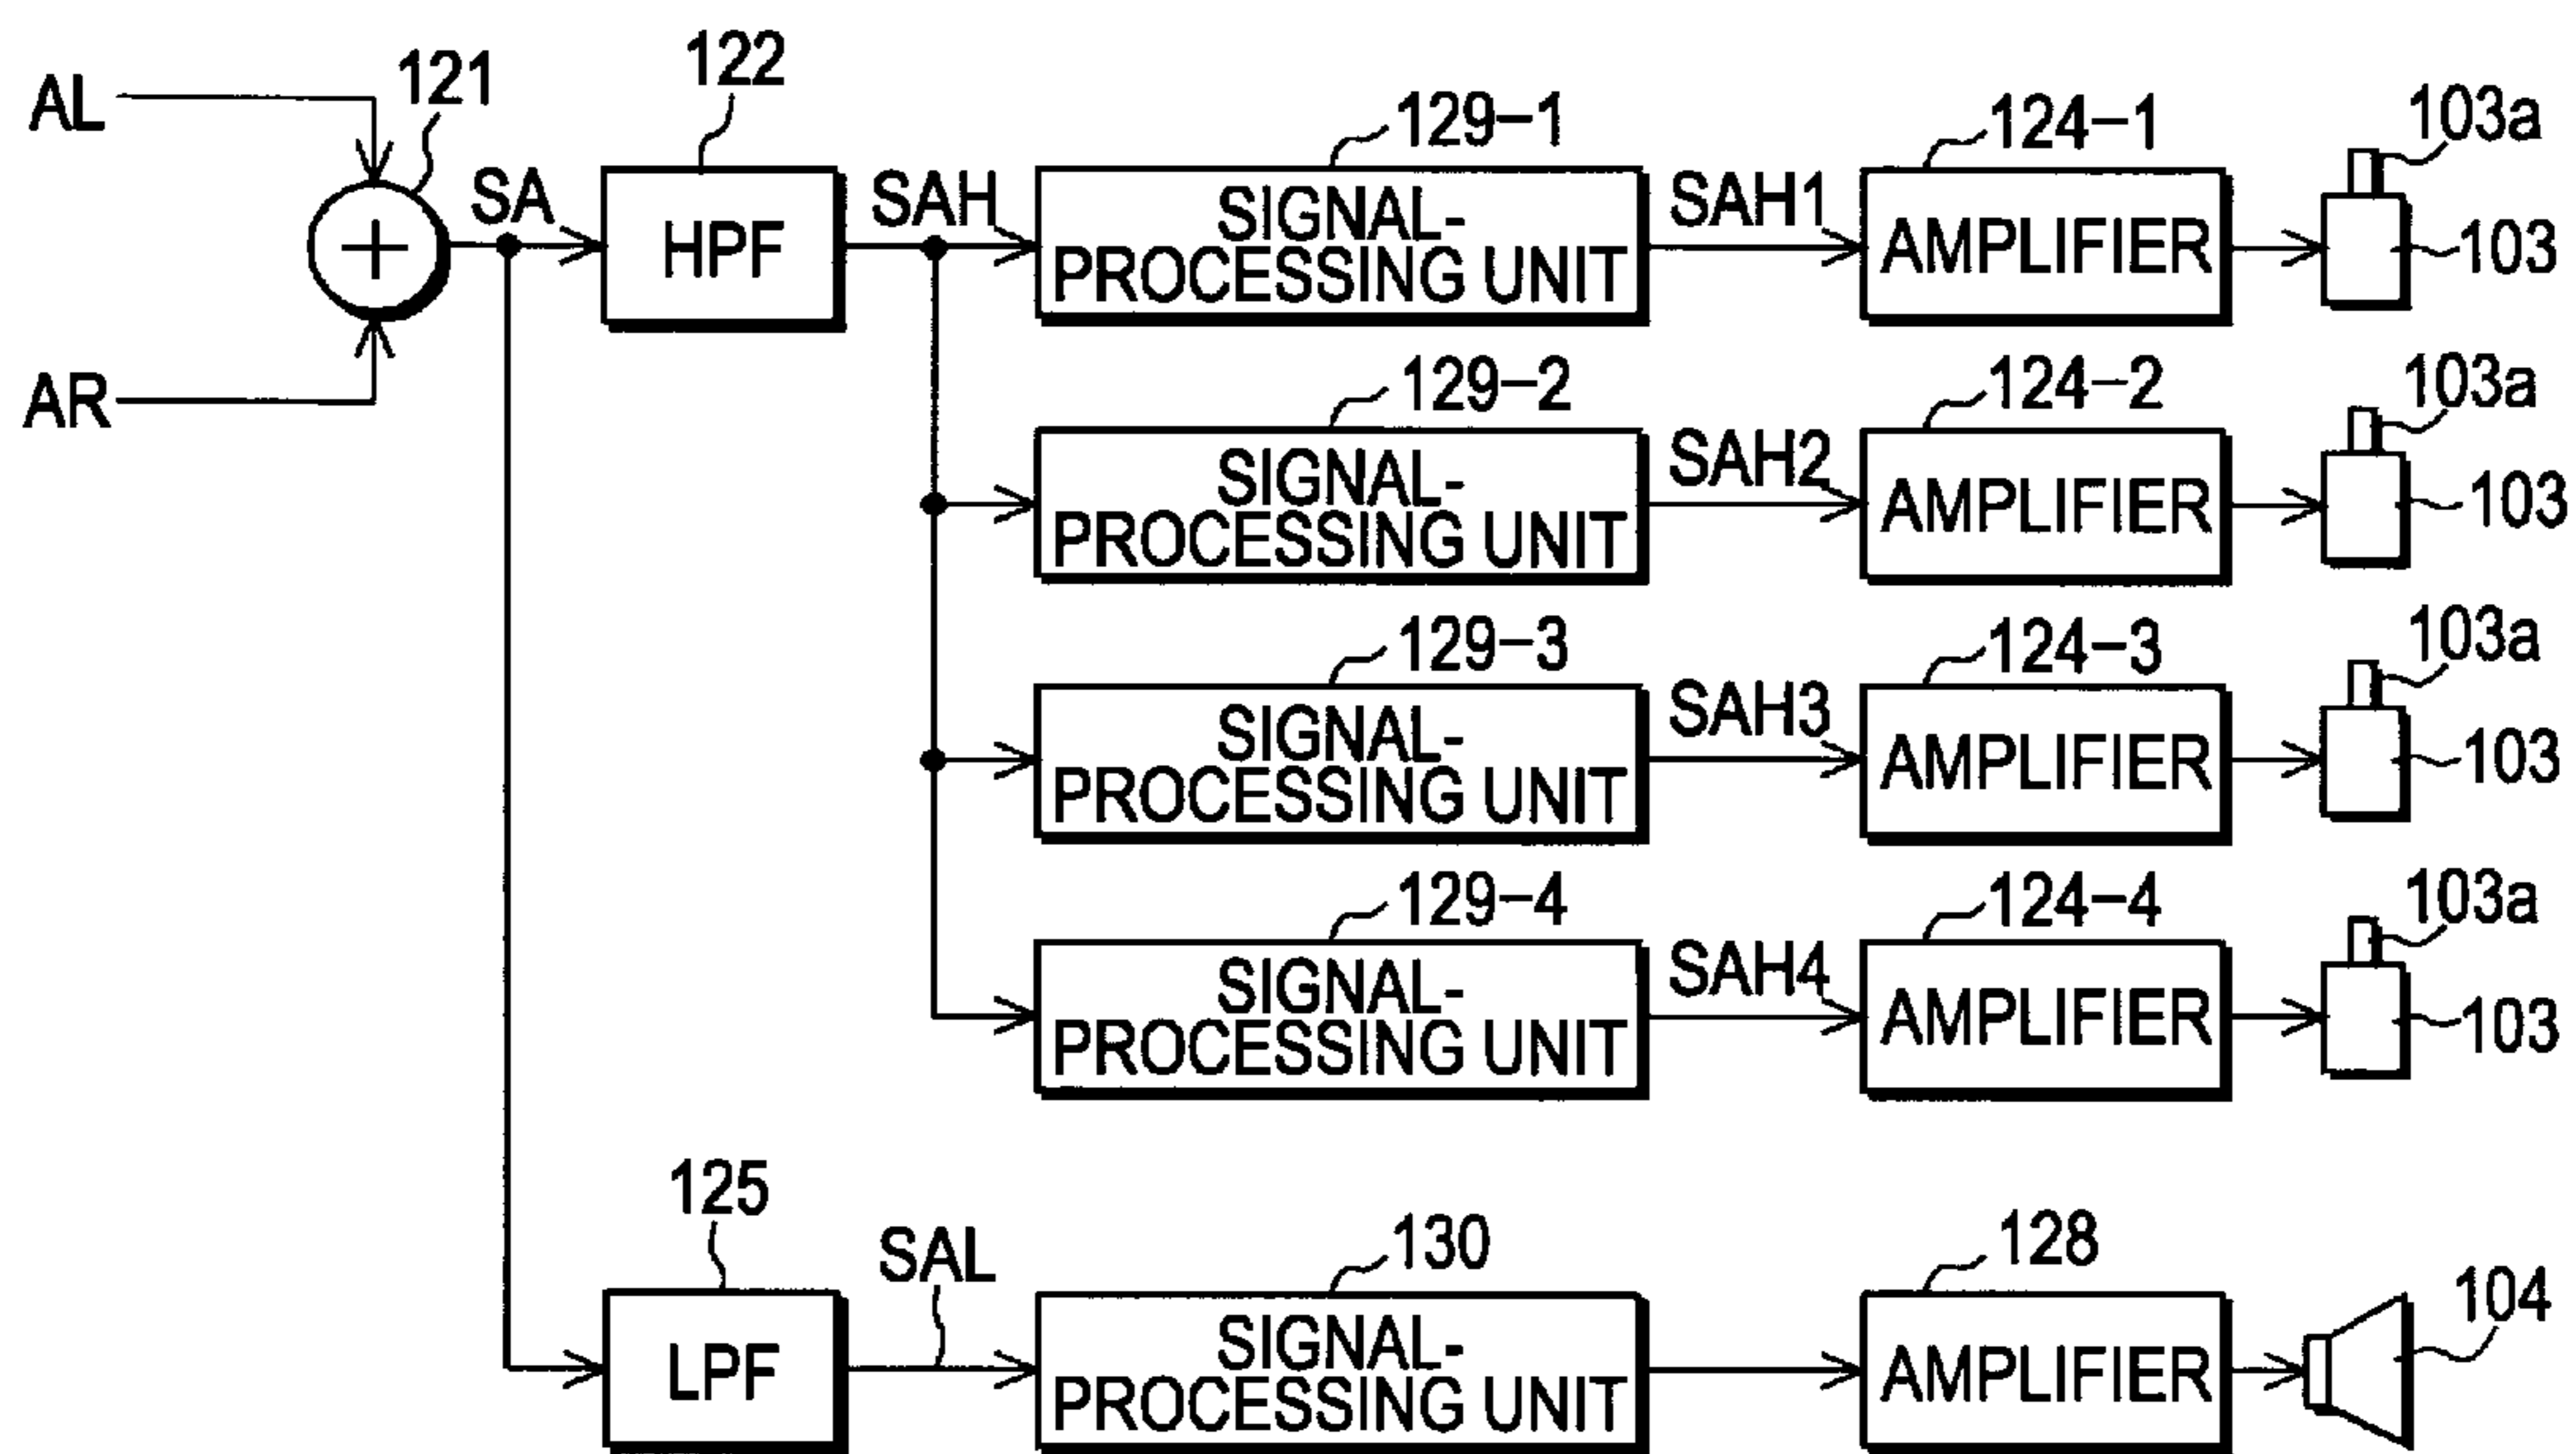 AL
121
122
129-1
124-1
103a
SA
HPF
SAH
SIGNAL-
PROCESSING UNIT
SAH1
AMPLIFIER
103
AR
129-2
124-2
103a
SIGNAL-
PROCESSING UNIT
SAH2
AMPLIFIER
103
129-3
124-3
103a
SIGNAL-
PROCESSING UNIT
SAH3
AMPLIFIER
103
129-4
124-4
103a
SIGNAL-
PROCESSING UNIT
SAH4
AMPLIFIER
103
125
SAL
130
128
104
LPF
SIGNAL-
PROCESSING UNIT
AMPLIFIER